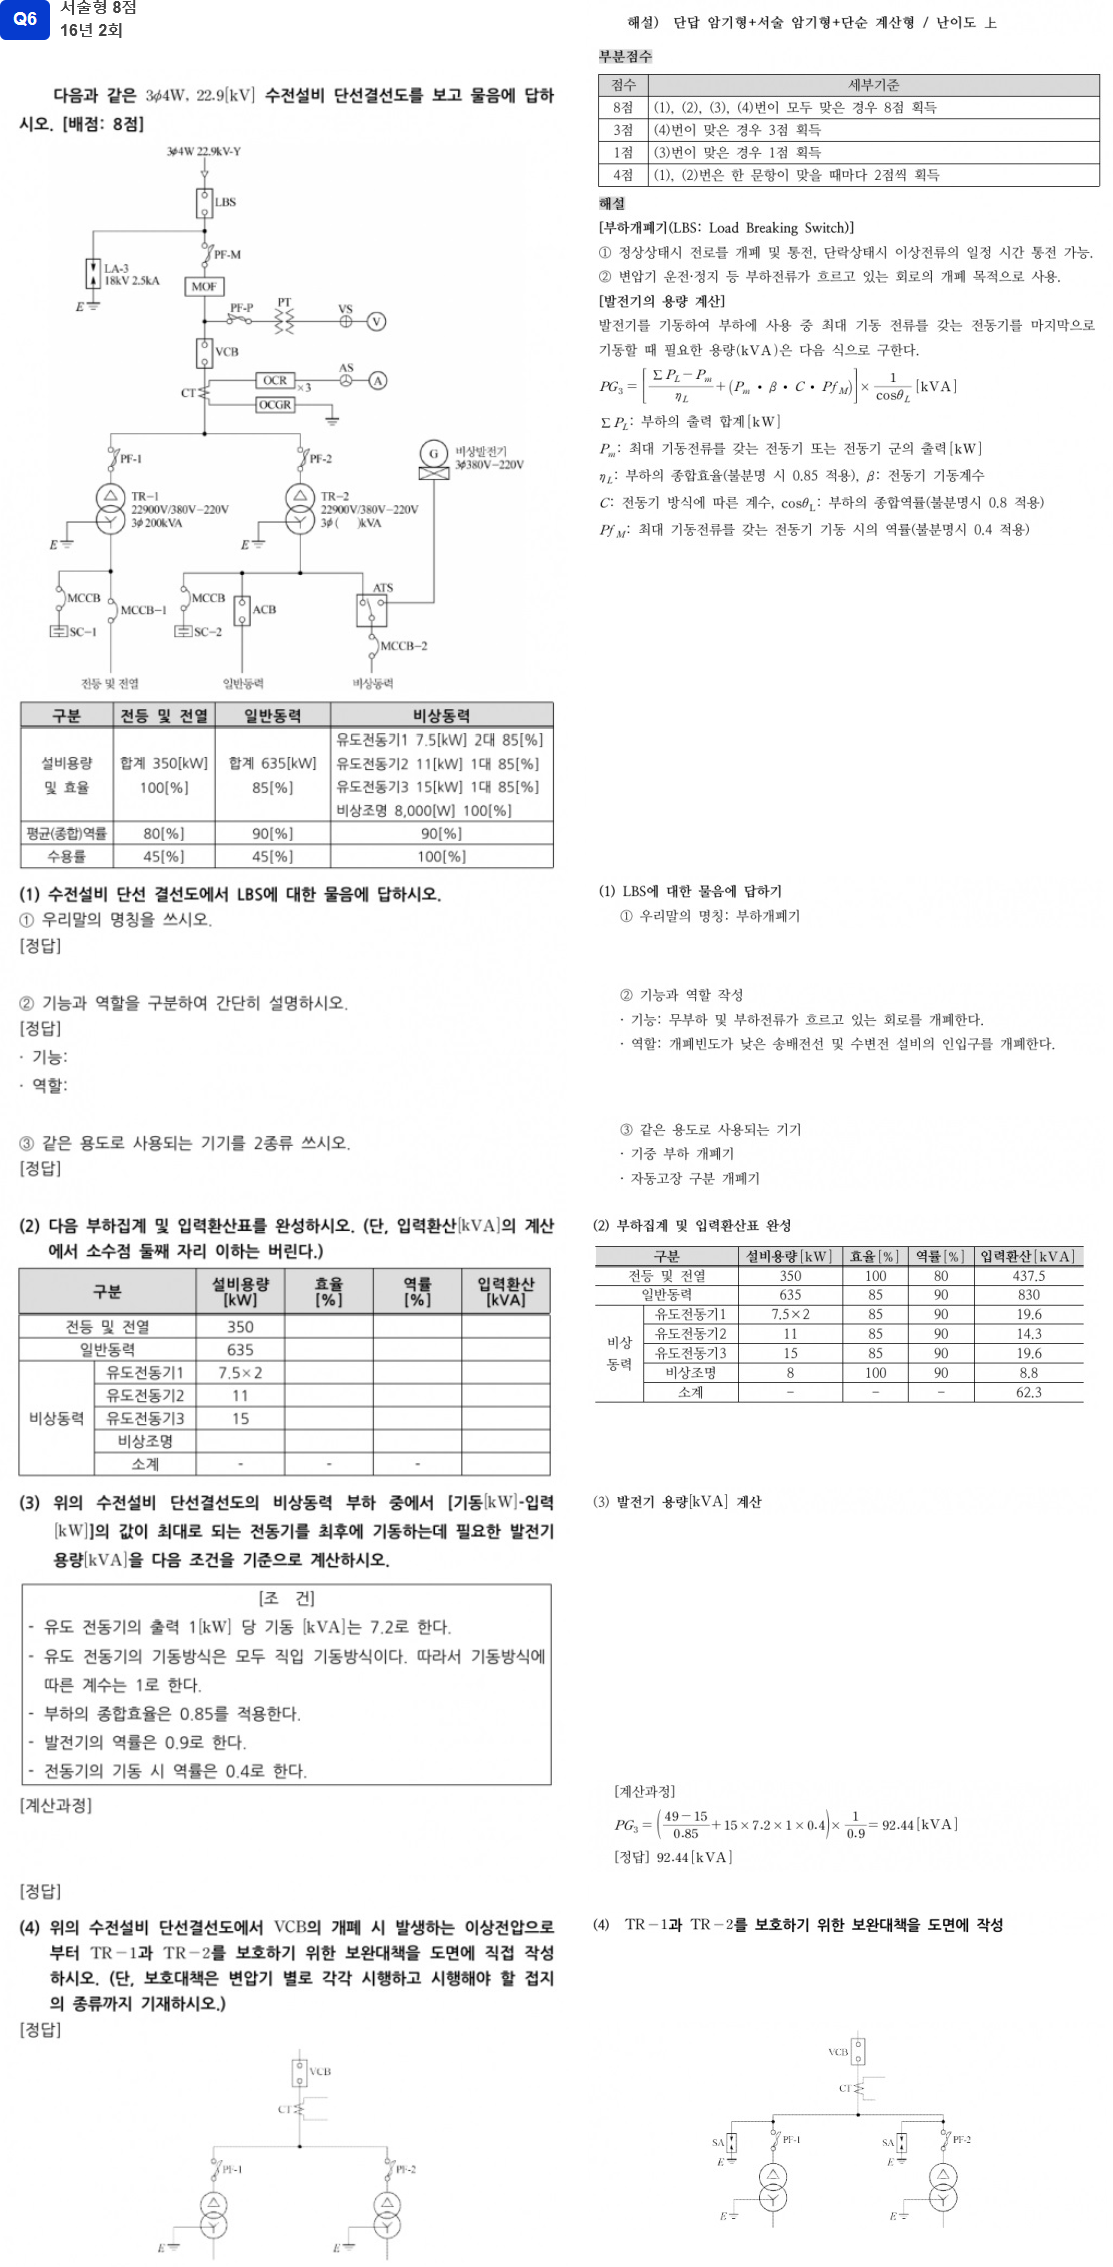 Q6
서술형 8점
16년 2회
다음과 같은 3φ4W, 22.9[kV] 수전설비 단선결선도를 보고 물음에 답하
시오. [배점: 8점]
3φ4W 22.9kV-Y
LBS
PF-M
LA-3
18kV 2.5kA
E
MOF
PF-P
PT
VS
V
VCB
CT
OCR
×3
AS
A
OCGR
PF-1
PF-2
G
비상발전기
3φ380V-220V
TR-1
22900V/380V-220V
3φ 200kVA
E
TR-2
22900V/380V-220V
3φ ( )kVA
E
MCCB
MCCB-1
SC-1
MCCB
SC-2
ACB
ATS
MCCB-2
전등 및 전열
일반동력
비상동력
구분 전등 및 전열 일반동력 비상동력
설비용량
및 효율
합계 350[kW]
100[%]
합계 635[kW]
85[%]
유도전동기1 7.5[kW] 2대 85[%]
유도전동기2 11[kW] 1대 85[%]
유도전동기3 15[kW] 1대 85[%]
비상조명 8,000[W] 100[%]
평균(종합)역률 80[%] 90[%] 90[%]
수용률 45[%] 45[%] 100[%]
(1) 수전설비 단선 결선도에서 LBS에 대한 물음에 답하시오.
① 우리말의 명칭을 쓰시오.
[정답]
② 기능과 역할을 구분하여 간단히 설명하시오.
[정답]
· 기능:
· 역할:
③ 같은 용도로 사용되는 기기를 2종류 쓰시오.
[정답]
(2) 다음 부하집계 및 입력환산표를 완성하시오. (단, 입력환산[kVA]의 계산
에서 소수점 둘째 자리 이하는 버린다.)
구분 설비용량[kW] 효율[%] 역률[%] 입력환산[kVA]
전등 및 전열 350
일반동력 635
비상동력
유도전동기1 7.5×2
유도전동기2 11
유도전동기3 15
비상조명
소계 - - -
(3) 위의 수전설비 단선결선도의 비상동력 부하 중에서 [기동[kW]-입력
[kW]]의 값이 최대로 되는 전동기를 최후에 기동하는데 필요한 발전기
용량[kVA]을 다음 조건을 기준으로 계산하시오.
[조 건]
- 유도 전동기의 출력 1[kW] 당 기동 [kVA]는 7.2로 한다.
- 유도 전동기의 기동방식은 모두 직입 기동방식이다. 따라서 기동방식에
따른 계수는 1로 한다.
- 부하의 종합효율은 0.85를 적용한다.
- 발전기의 역률은 0.9로 한다.
- 전동기의 기동 시 역률은 0.4로 한다.
[계산과정]
[정답]
(4) 위의 수전설비 단선결선도에서 VCB의 개폐 시 발생하는 이상전압으로
부터 TR-1과 TR-2를 보호하기 위한 보완대책을 도면에 직접 작성
하시오. (단, 보호대책은 변압기 별로 각각 시행하고 시행해야 할 접지
의 종류까지 기재하시오.)
[정답]
VCB
CT
PF-1
PF-2
E
E
해설) 단답 암기형+서술 암기형+단순 계산형 / 난이도 上
부분점수
점수 세부기준
8점 (1), (2), (3), (4)번이 모두 맞은 경우 8점 획득
3점 (4)번이 맞은 경우 3점 획득
1점 (3)번이 맞은 경우 1점 획득
4점 (1), (2)번은 한 문항이 맞을 때마다 2점씩 획득
해설
[부하개폐기(LBS: Load Breaking Switch)]
① 정상상태시 전로를 개폐 및 통전, 단락상태시 이상전류의 일정 시간 통전 가능.
② 변압기 운전·정지 등 부하전류가 흐르고 있는 회로의 개폐 목적으로 사용.
[발전기의 용량 계산]
발전기를 기동하여 부하에 사용 중 최대 기동 전류를 갖는 전동기를 마지막으로
기동할 때 필요한 용량(kVA)은 다음 식으로 구한다.
PG₃ = [ (ΣP_L − P_m)/η_L + (P_m • β • C • Pf_M) ] × 1/cosθ_L [kVA]
ΣP_L: 부하의 출력 합계[kW]
P_m: 최대 기동전류를 갖는 전동기 또는 전동기 군의 출력[kW]
η_L: 부하의 종합효율(불분명 시 0.85 적용), β: 전동기 기동계수
C: 전동기 방식에 따른 계수, cosθ_L: 부하의 종합역률(불분명시 0.8 적용)
Pf_M: 최대 기동전류를 갖는 전동기 기동 시의 역률(불분명시 0.4 적용)
(1) LBS에 대한 물음에 답하기
① 우리말의 명칭: 부하개폐기
② 기능과 역할 작성
· 기능: 무부하 및 부하전류가 흐르고 있는 회로를 개폐한다.
· 역할: 개폐빈도가 낮은 송배전선 및 수변전 설비의 인입구를 개폐한다.
③ 같은 용도로 사용되는 기기
· 기중 부하 개폐기
· 자동고장 구분 개폐기
(2) 부하집계 및 입력환산표 완성
구분 설비용량[kW] 효율[%] 역률[%] 입력환산[kVA]
전등 및 전열 350 100 80 437.5
일반동력 635 85 90 830
비상
동력
유도전동기1 7.5×2 85 90 19.6
유도전동기2 11 85 90 14.3
유도전동기3 15 85 90 19.6
비상조명 8 100 90 8.8
소계 − − − 62.3
(3) 발전기 용량[kVA] 계산
[계산과정]
PG₃ = ( (49−15)/0.85 + 15×7.2×1×0.4 ) × 1/0.9 = 92.44[kVA]
[정답] 92.44[kVA]
(4) TR-1과 TR-2를 보호하기 위한 보완대책을 도면에 작성
VCB
CT
SA
E
PF-1
SA
E
PF-2
E
E